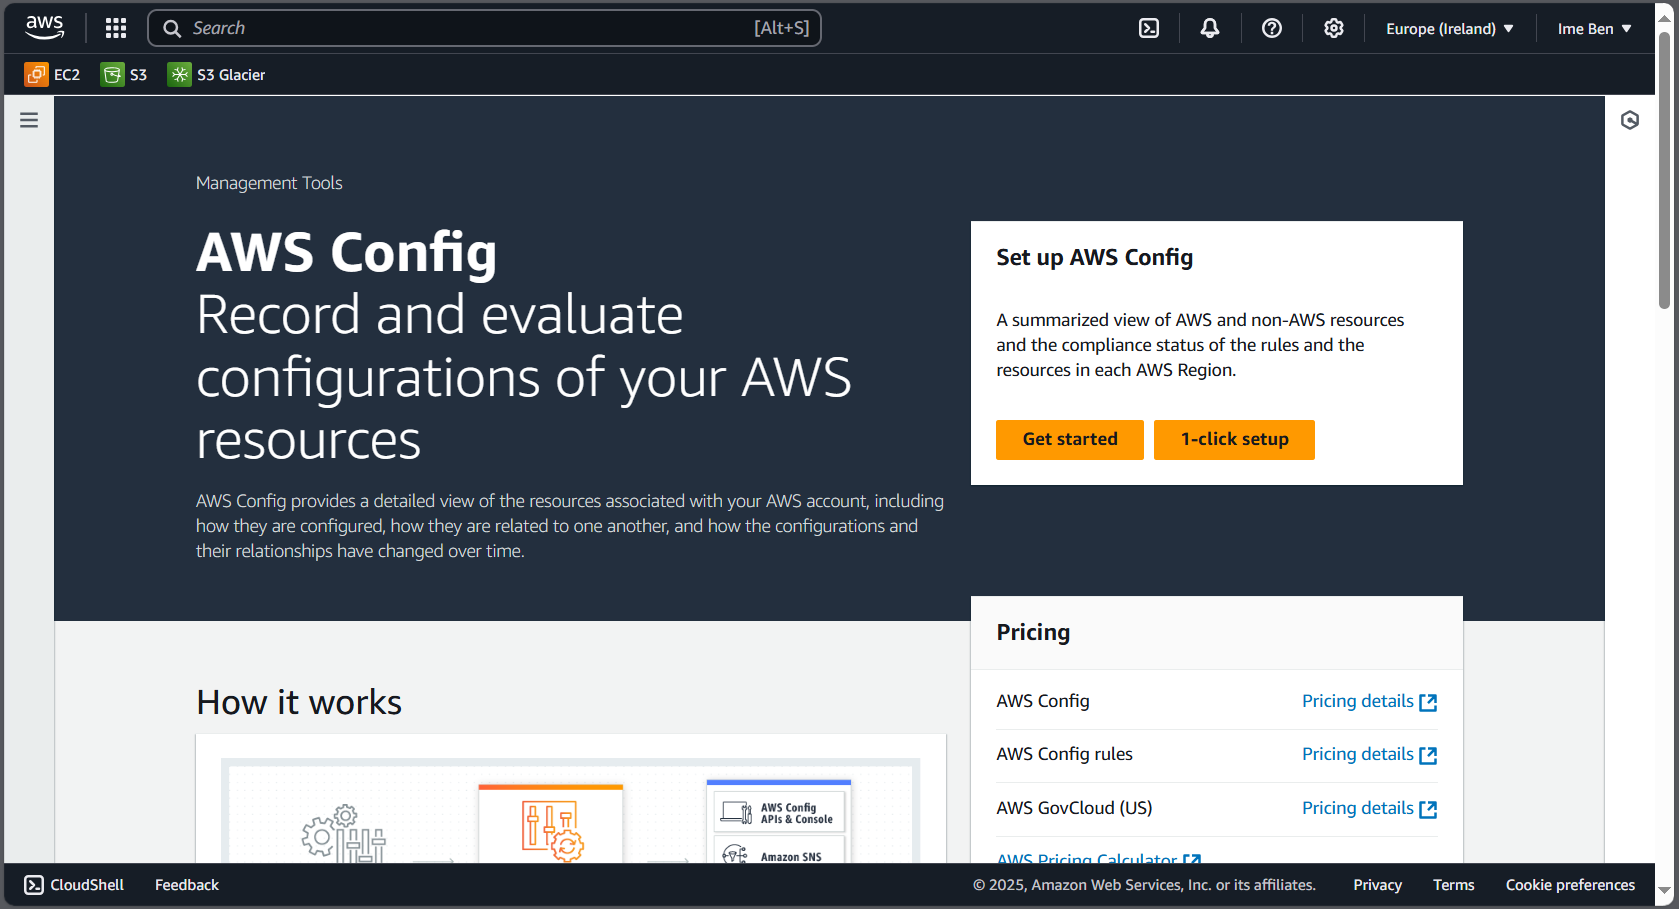 aws
Search
[Alt+S]
Europe (Ireland)
Ime Ben
EC2
S3
S3 Glacier
Management Tools
AWS Config
Record and evaluate
configurations of your AWS
resources
AWS Config provides a detailed view of the resources associated with your AWS account, including
how they are configured, how they are related to one another, and how the configurations and
their relationships have changed over time.
Set up AWS Config
A summarized view of AWS and non-AWS resources
and the compliance status of the rules and the
resources in each AWS Region.
Get started
1-click setup
Pricing
AWS Config
Pricing details
AWS Config rules
Pricing details
AWS GovCloud (US)
Pricing details
AWS Pricing Calculator
How it works
AWS Config
APIs & Console
Amazon SNS
CloudShell
Feedback
© 2025, Amazon Web Services, Inc. or its affiliates.
Privacy
Terms
Cookie preferences